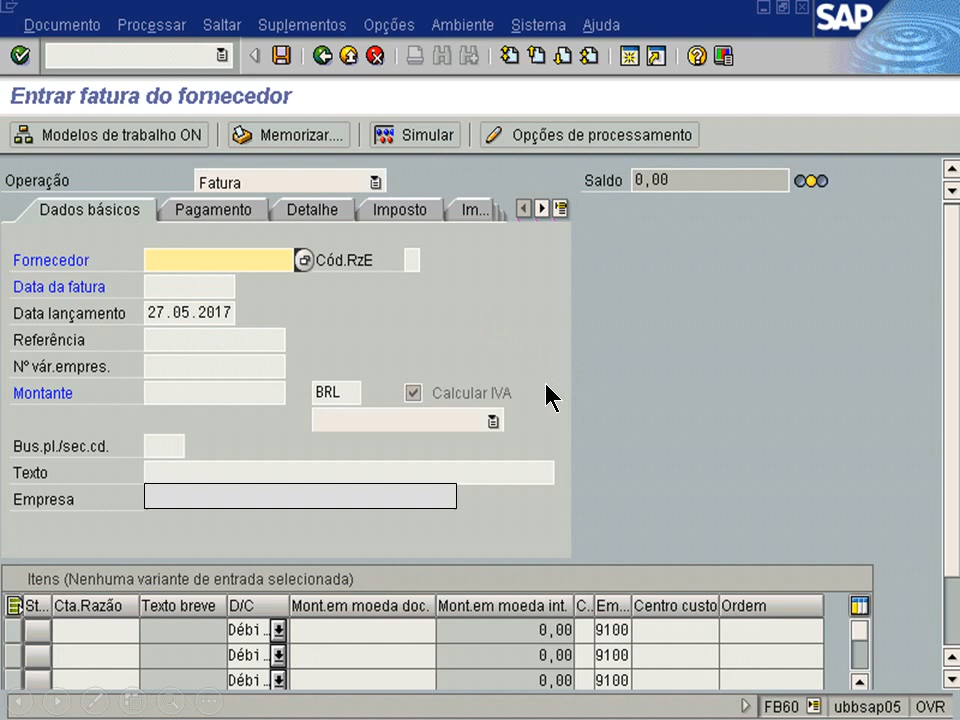 Documento Processar Saltar Suplementos Opções Ambiente Sistema Ajuda
SAP
Entrar fatura do fornecedor
Modelos de trabalho ON Memorizar.... Simular Opções de processamento
Operação Fatura Saldo 0,00
Dados básicos Pagamento Detalhe Imposto Im...
Fornecedor Cód.RzE
Data da fatura
Data lançamento 27.05.2017
Referência
Nº vár.empres.
Montante BRL Calcular IVA
Bus.pl./sec.cd.
Texto
Empresa
Itens (Nenhuma variante de entrada selecionada)
St... Cta.Razão Texto breve D/C Mont.em moeda doc. Mont.em moeda int. C.. Em... Centro custo Ordem
Débi.. 0,00 9100
Débi.. 0,00 9100
Débi.. 0,00 9100
FB60 ubbsap05 OVR